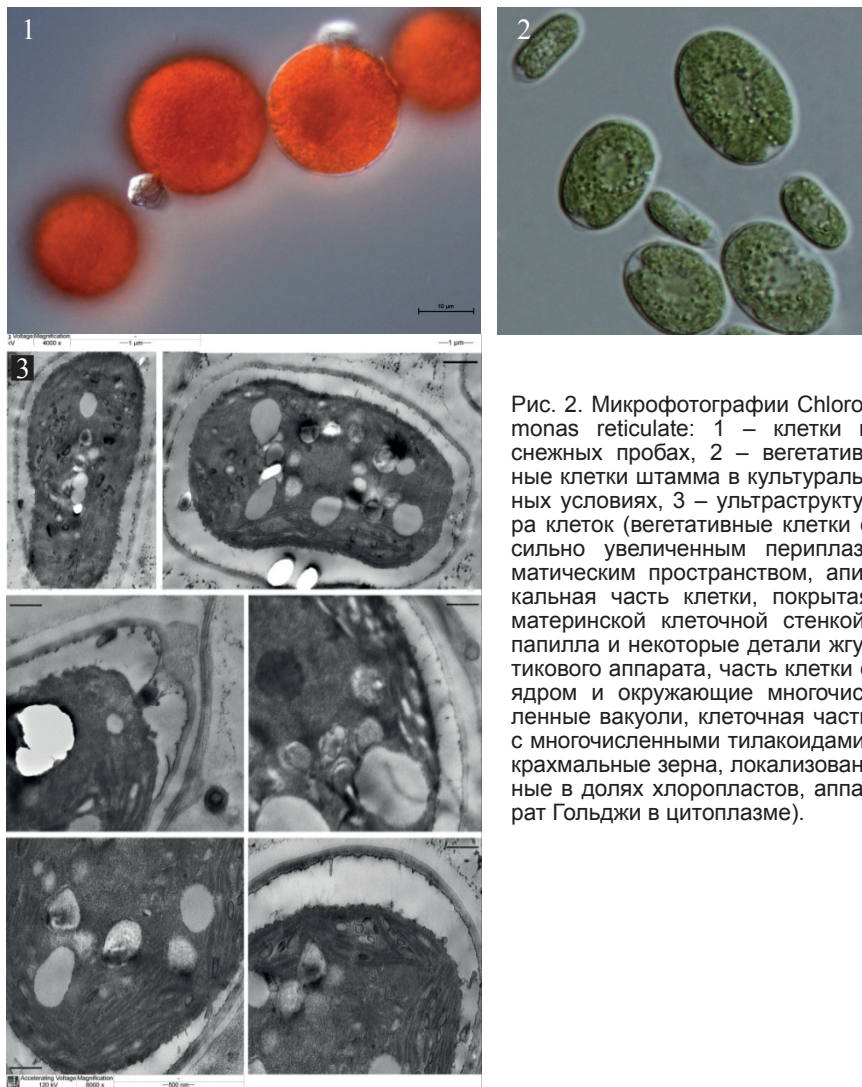 1
10 µm
2
g Voltage Magnification
kV 4000 x 1 µm
1 µm
3
Accelerating Voltage Magnification
120 kV 6000 x 500 nm
Рис. 2. Микрофотографии Chloro-
monas reticulate: 1 – клетки в
снежных пробах, 2 – вегетатив-
ные клетки штамма в культураль-
ных условиях, 3 – ультраструкту-
ра клеток (вегетативные клетки с
сильно увеличенным периплаз-
матическим пространством, апи-
кальная часть клетки, покрытая
материнской клеточной стенкой,
папилла и некоторые детали жгу-
тикового аппарата, часть клетки с
ядром и окружающие многочис-
ленные вакуоли, клеточная часть
с многочисленными тилакоидами,
крахмальные зерна, локализован-
ные в долях хлоропластов, аппа-
рат Гольджи в цитоплазме).